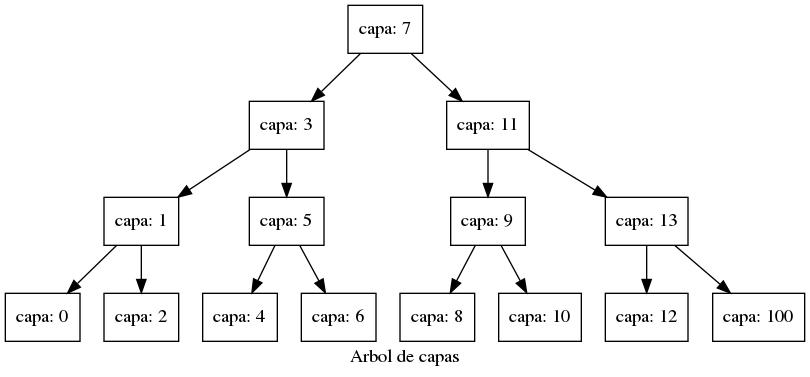 capa: 7
capa: 3
capa: 11
capa: 1
capa: 5
capa: 9
capa: 13
capa: 0
capa: 2
capa: 4
capa: 6
capa: 8
capa: 10
capa: 12
capa: 100
Arbol de capas